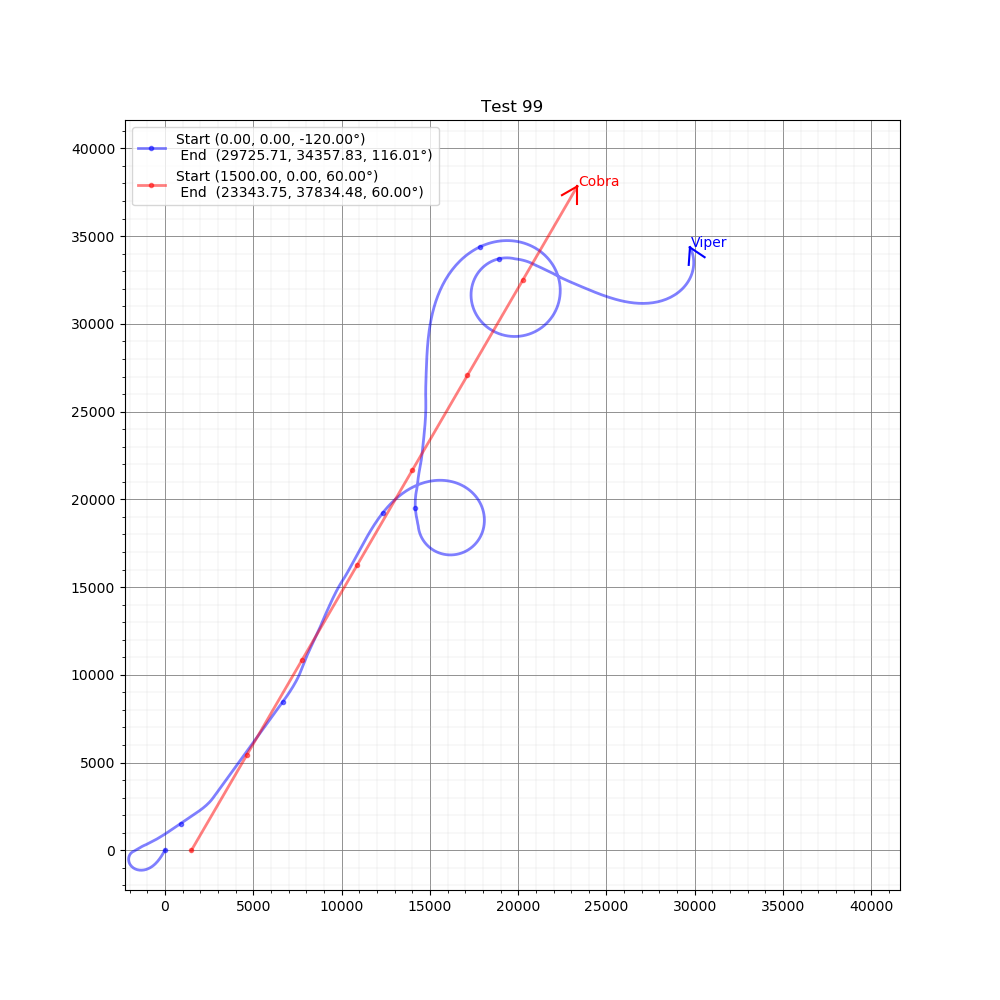 Test 99
Start (0.00, 0.00, -120.00°)
End (29725.71, 34357.83, 116.01°)
Start (1500.00, 0.00, 60.00°)
End (23343.75, 37834.48, 60.00°)
Cobra
Viper
40000
35000
30000
25000
20000
15000
10000
5000
0
0 5000 10000 15000 20000 25000 30000 35000 40000